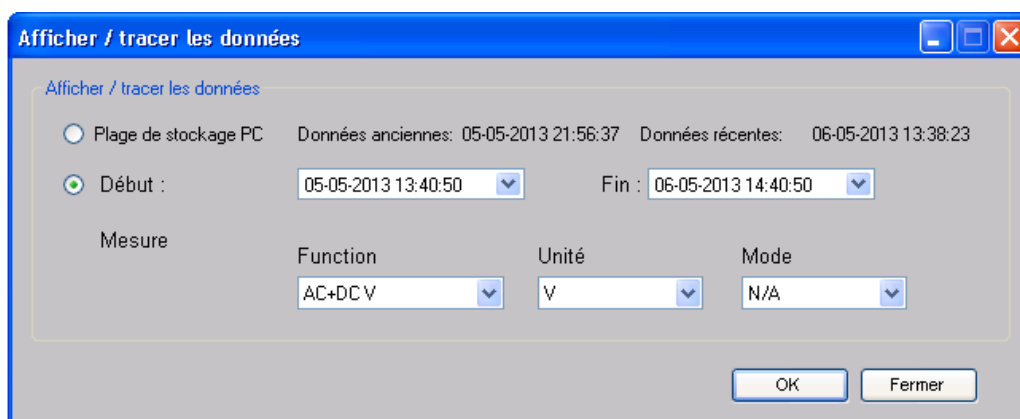 Afficher / tracer les données
Afficher / tracer les données
Plage de stockage PC Données anciennes: 05-05-2013 21:56:37 Données récentes: 06-05-2013 13:38:23
Début : 05-05-2013 13:40:50 Fin : 06-05-2013 14:40:50
Mesure
Function Unité Mode
AC+DC V V N/A
OK Fermer